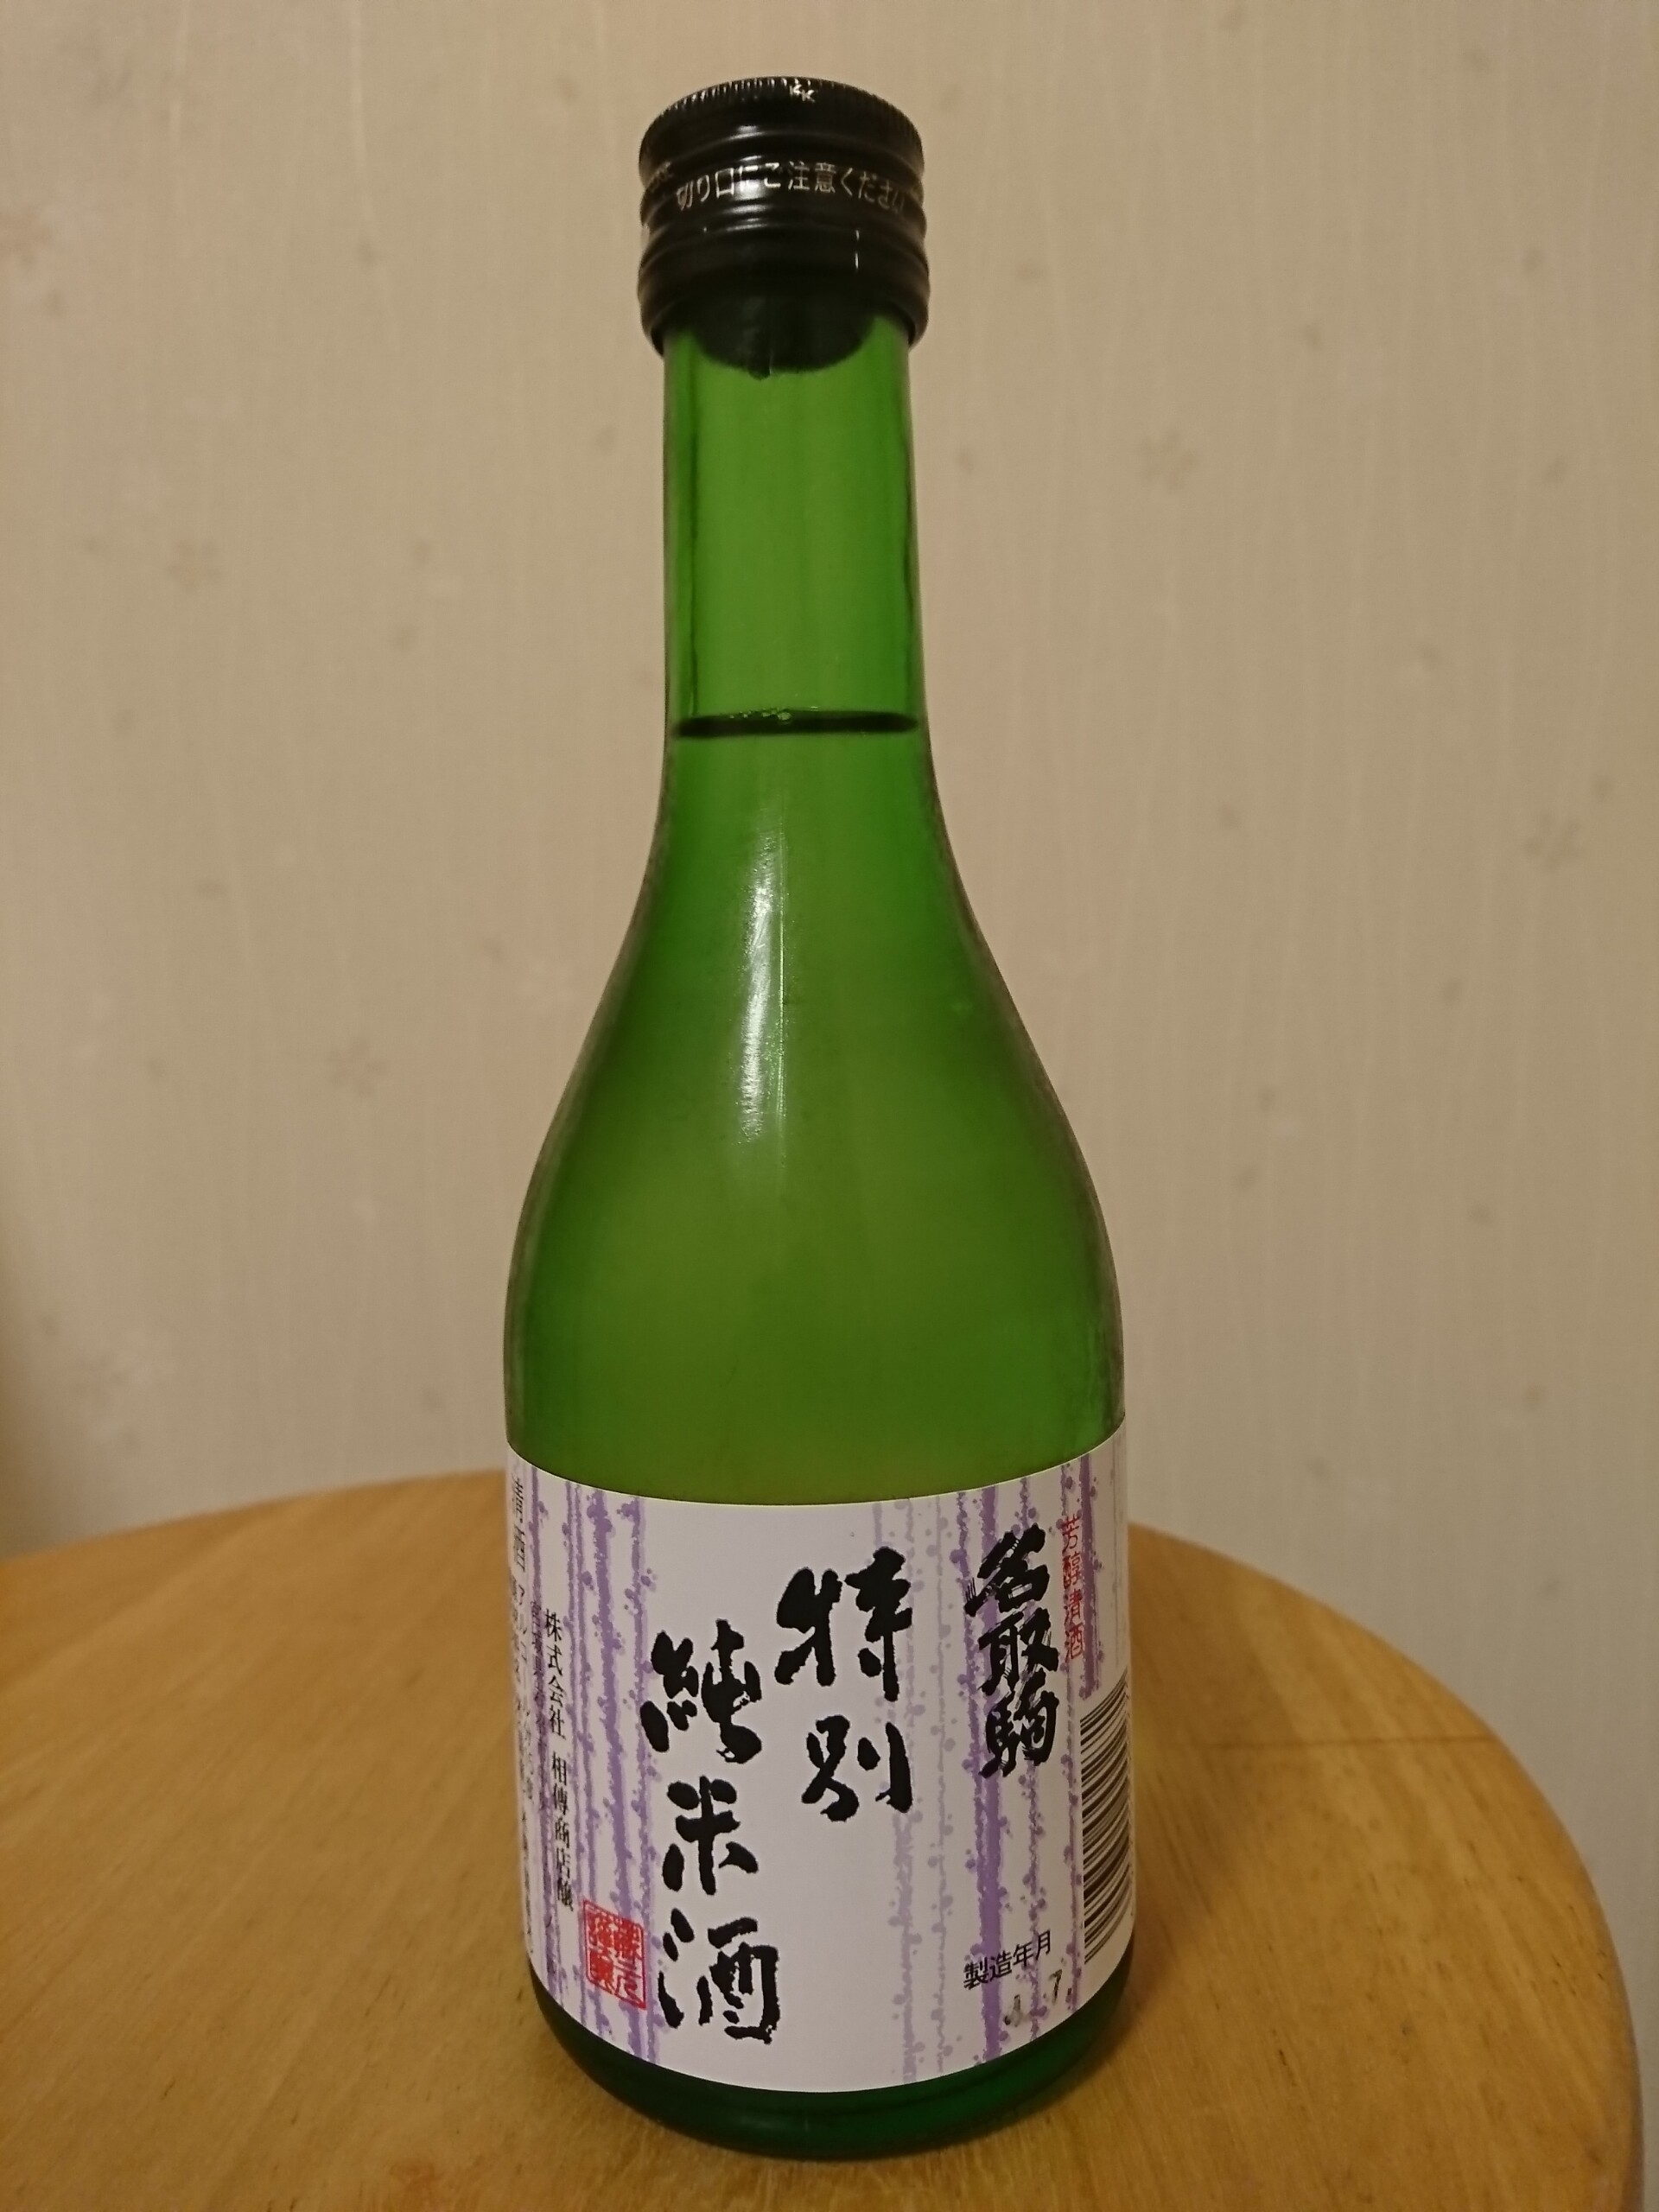 切り口にご注意ください
芳醇清酒
名取駒
特別
純米酒
製造年月
株式会社 相傳商店醸